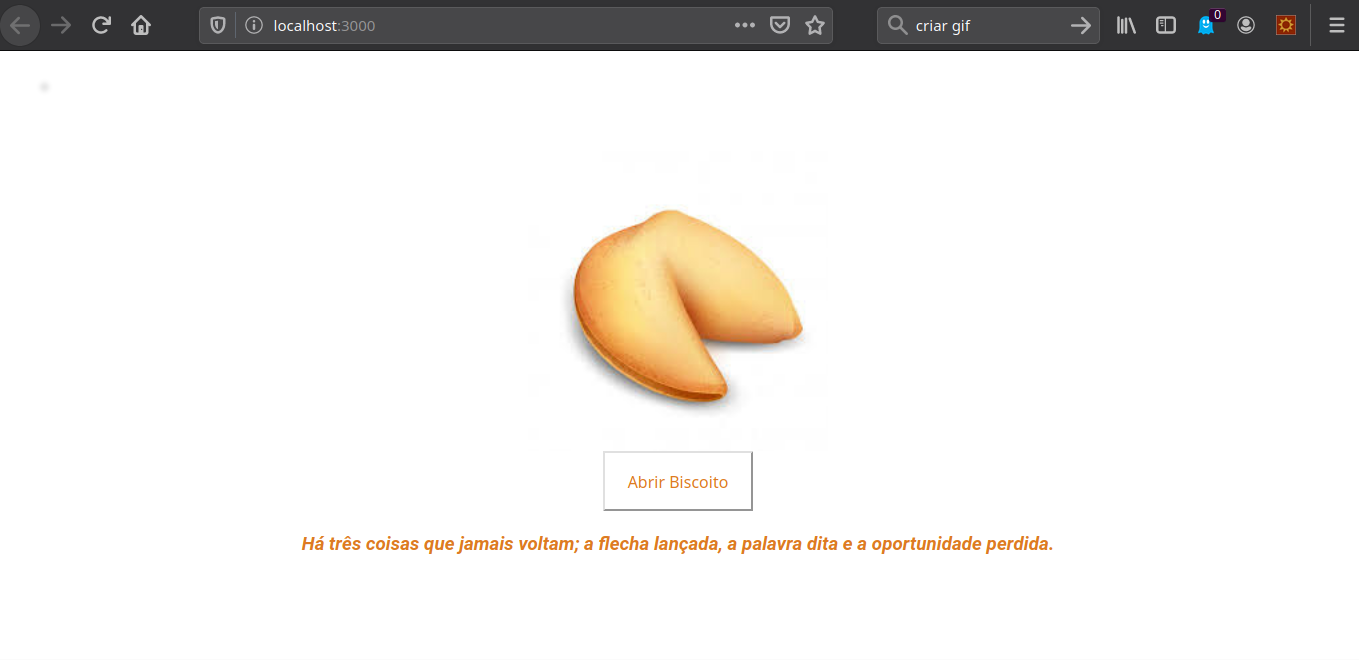 localhost:3000
criar gif
0
Abrir Biscoito
Há três coisas que jamais voltam; a flecha lançada, a palavra dita e a oportunidade perdida.